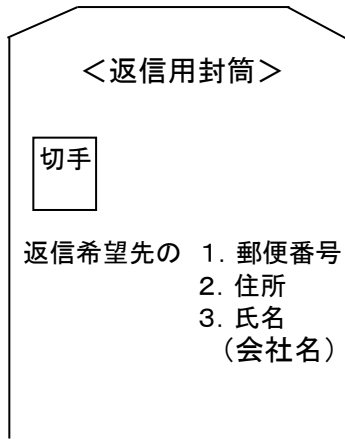 ＜返信用封筒＞
切手
返信希望先の 1. 郵便番号
2. 住所
3. 氏名
（会社名）